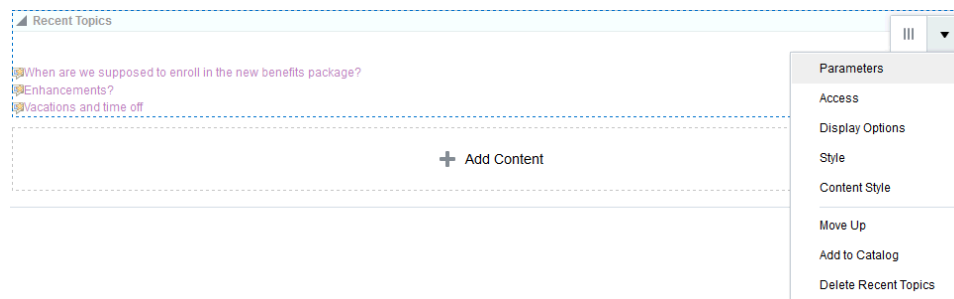 Recent Topics
When are we supposed to enroll in the new benefits package?
Enhancements?
Vacations and time off
Add Content
Parameters
Access
Display Options
Style
Content Style
Move Up
Add to Catalog
Delete Recent Topics